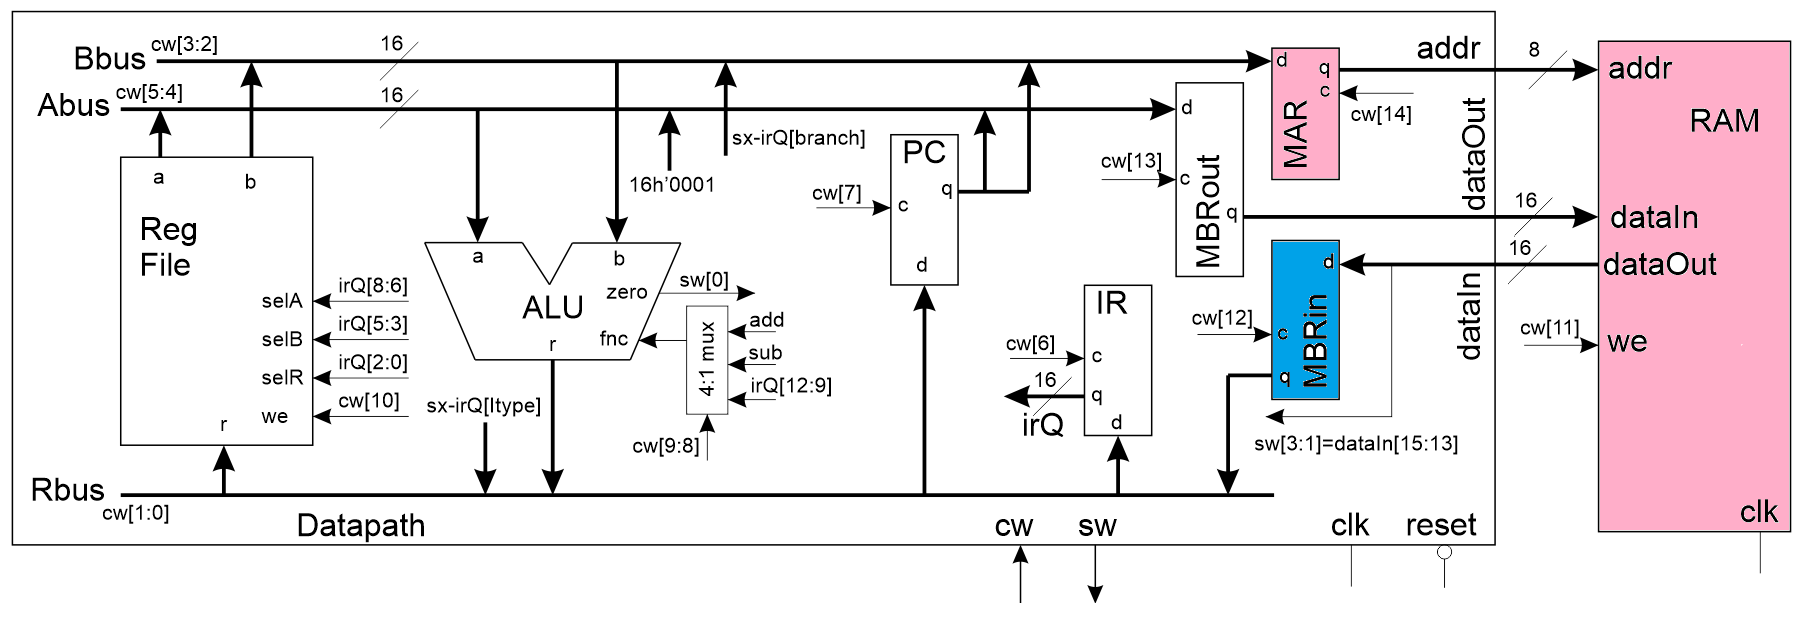 Bbus cw[3:2] 16
Abus cw[5:4] 16
sx-irQ[branch]
16h'0001
a b
Reg
File
selA irQ[8:6]
selB irQ[5:3]
selR irQ[2:0]
we cw[10]
r
a b
zero sw[0]
ALU
fnc
r
4:1 mux
add
sub
irQ[12:9]
cw[9:8]
sx-irQ[Itype]
PC
q
cw[7] c
d
IR
cw[6] c
16 q
irQ d
d
cw[13] c
q
MBRout
d
q
c
MAR
cw[14]
addr 8
dataOut
16
16
dataIn
d
cw[12] c
q
MBRin
sw[3:1]=dataIn[15:13]
addr
RAM
dataIn
dataOut
cw[11] we
clk
Rbus
cw[1:0]
Datapath cw sw clk reset